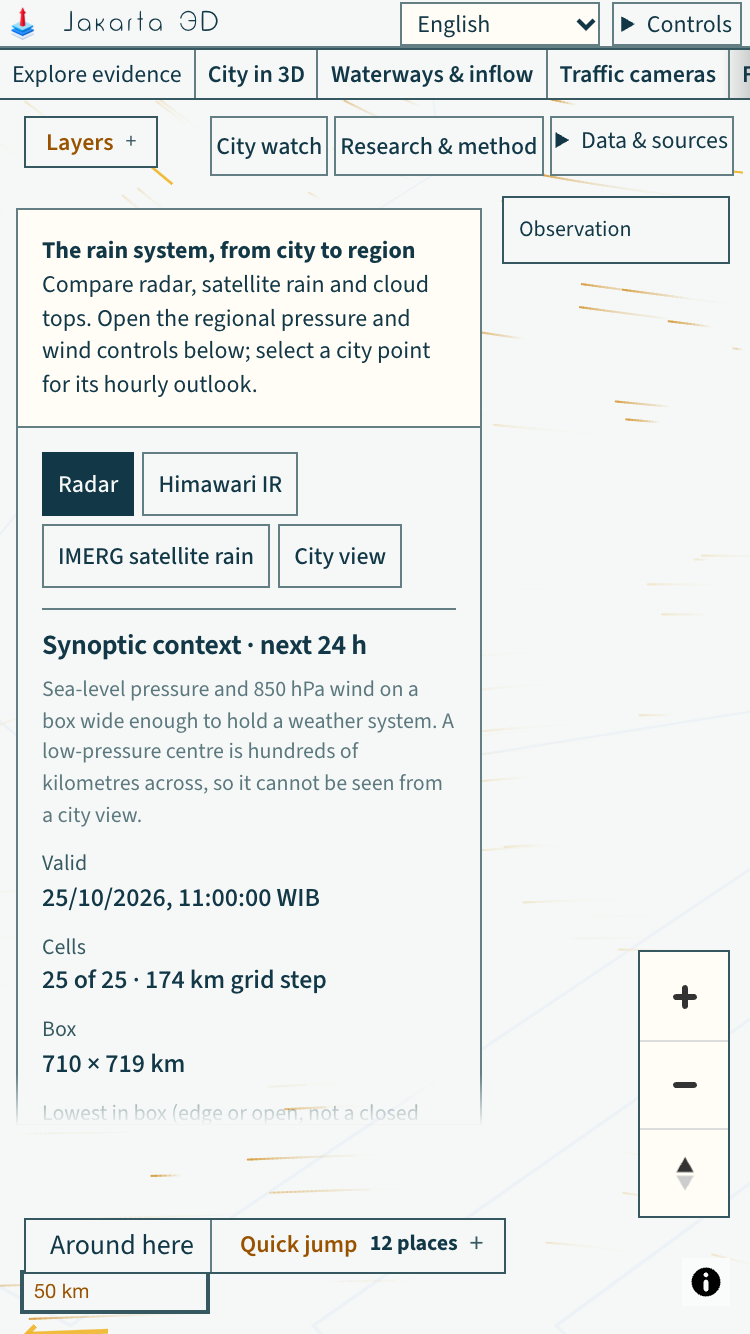 Jakarta 3D
English
Controls
Explore evidence
City in 3D
Waterways & inflow
Traffic cameras
Layers +
City watch
Research & method
Data & sources
Observation
The rain system, from city to region
Compare radar, satellite rain and cloud
tops. Open the regional pressure and
wind controls below; select a city point
for its hourly outlook.
Radar
Himawari IR
IMERG satellite rain
City view
Synoptic context · next 24 h
Sea-level pressure and 850 hPa wind on a
box wide enough to hold a weather system. A
low-pressure centre is hundreds of
kilometres across, so it cannot be seen from
a city view.
Valid
25/10/2026, 11:00:00 WIB
Cells
25 of 25 · 174 km grid step
Box
710 × 719 km
Lowest in box (edge or open, not a closed
Around here
Quick jump 12 places +
50 km